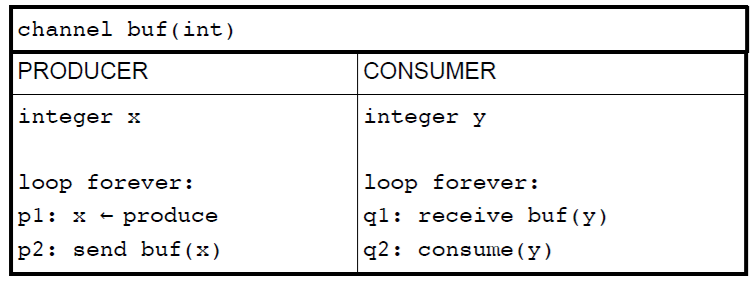 channel buf(int)
PRODUCER
integer x
loop forever:
p1: x ← produce
p2: send buf(x)
CONSUMER
integer y
loop forever:
q1: receive buf(y)
q2: consume(y)